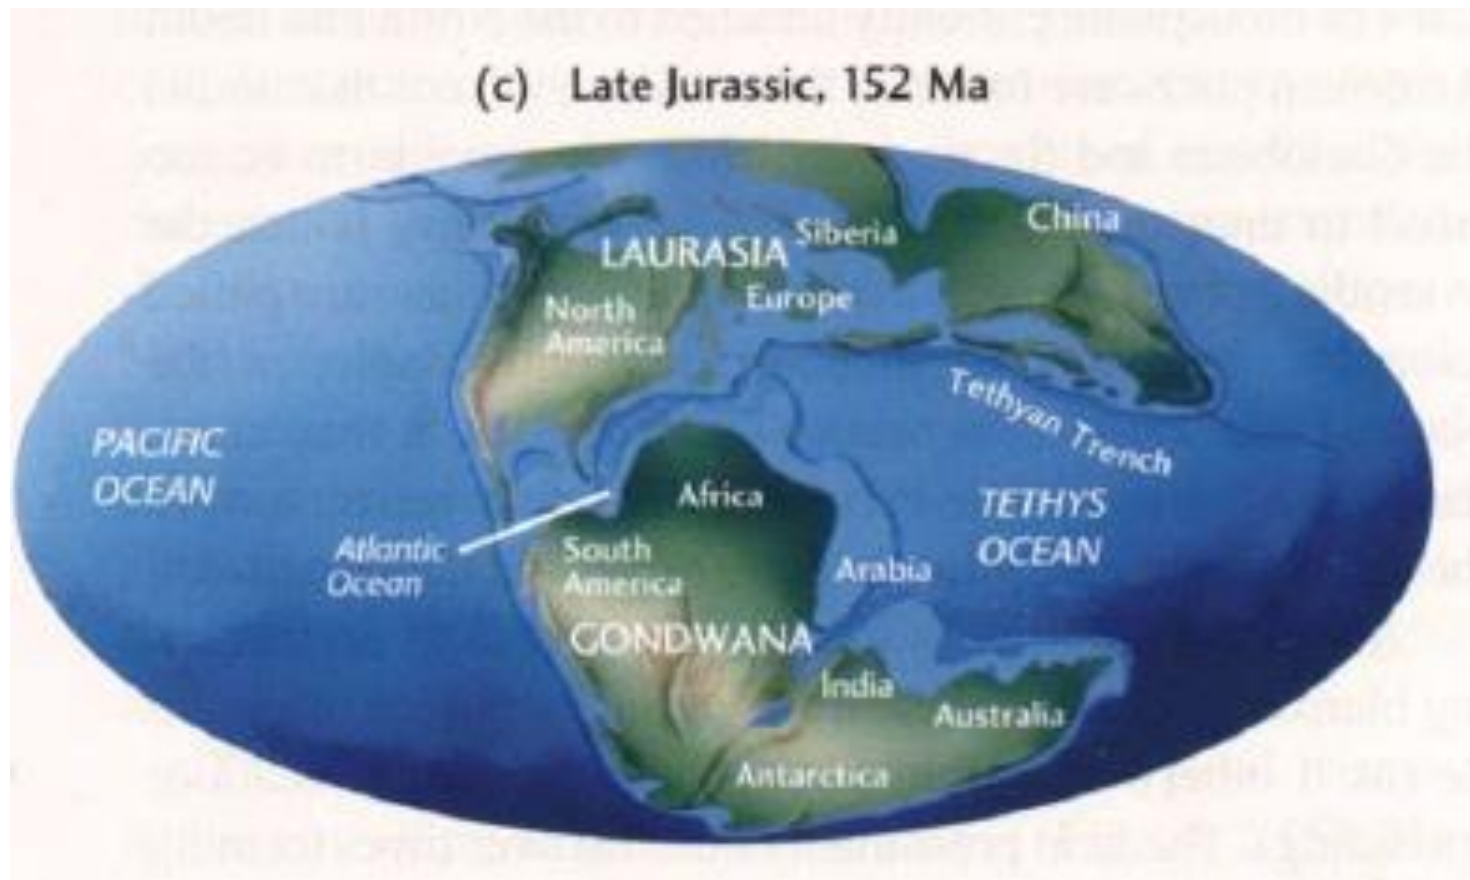 (c) Late Jurassic, 152 Ma
China
Siberia
LAURASIA
Europe
North
America
Tethyan Trench
PACIFIC
OCEAN
Africa
TETHYS
OCEAN
Atlantic
Ocean
South
America
Arabia
GONDWANA
India
Australia
Antarctica